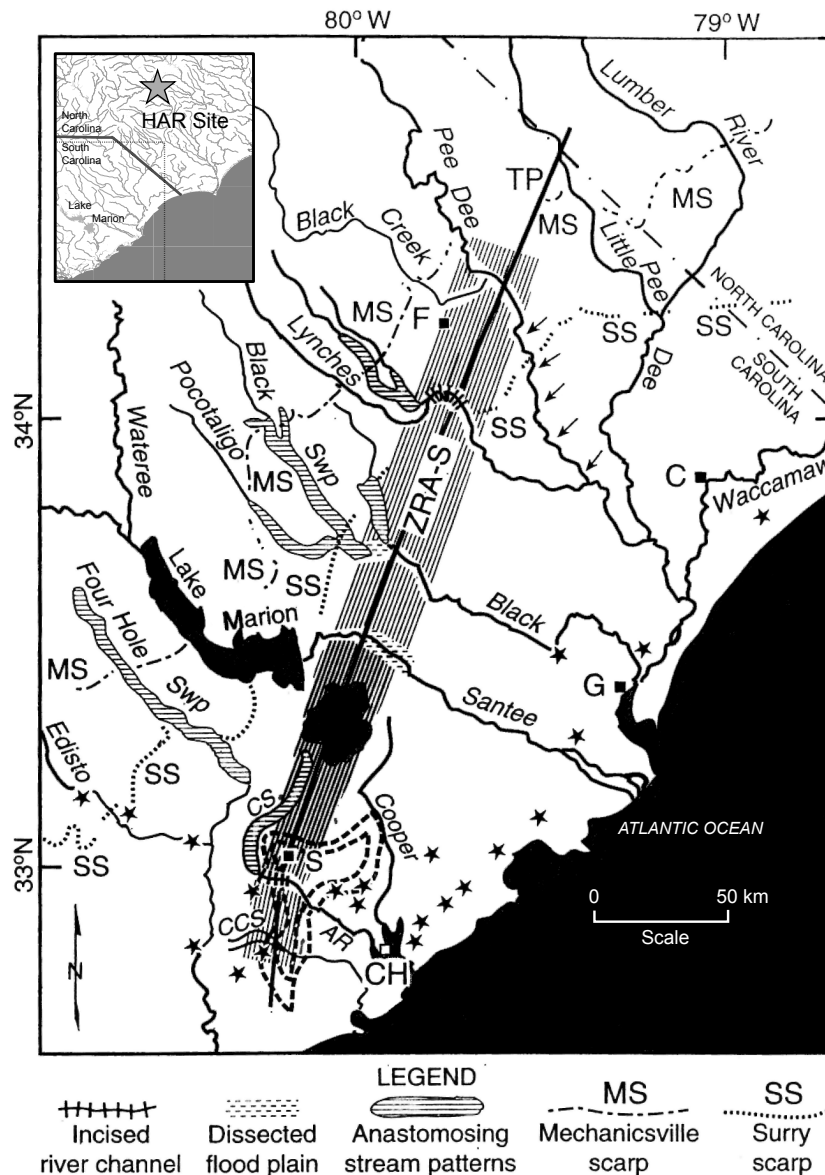 80° W
79° W
North
Carolina
South
Carolina
HAR Site
Lake
Marion
Lumber
River
Pee
Dee
TP
MS
MS
Black
Creek
Little
Pee
Dee
NORTH CAROLINA
SOUTH
CAROLINA
MS
F
SS
SS
Lynches
Black
Swp
Pocotaligo
34°N
Wateree
SS
ZRA-S
C
Waccamaw
MS
MS
SS
Lake
Marion
Four
Hole
Swp
Black
MS
Santee
G
Edisto
SS
CS
Cooper
ATLANTIC OCEAN
33°N
SS
S
0
50 km
Scale
CCS
AR
N
CH
LEGEND
MS
SS
Incised
river channel
Dissected
flood plain
Anastomosing
stream patterns
Mechanicsville
scarp
Surry
scarp